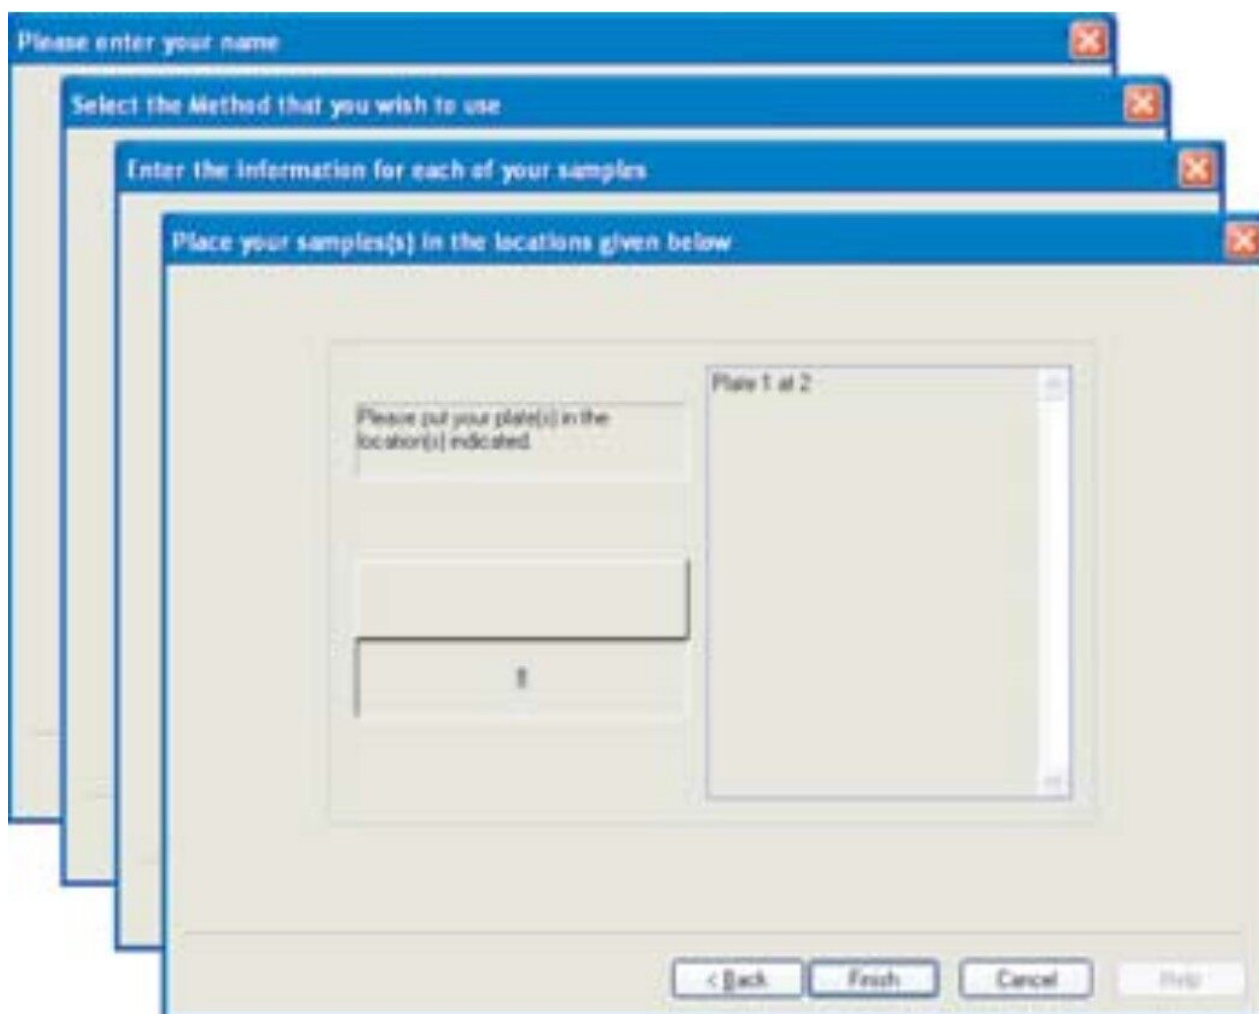 Please enter your name
Select the Method that you wish to use
Enter the information for each of your samples
Place your samples(s) in the locations given below
Please put your plate(s) in the
location(s) indicated.
Plate 1 at 2
1
< Back
Finish
Cancel
Help